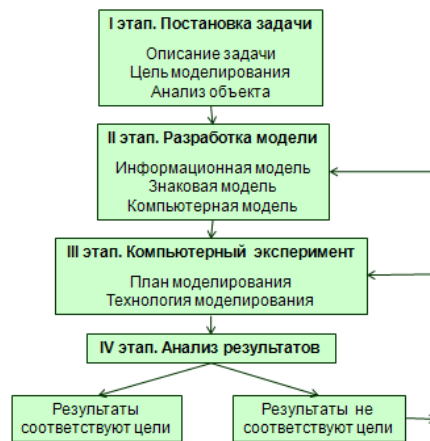 I этап. Постановка задачи
Описание задачи
Цель моделирования
Анализ объекта
II этап. Разработка модели
Информационная модель
Знаковая модель
Компьютерная модель
III этап. Компьютерный эксперимент
План моделирования
Технология моделирования
IV этап. Анализ результатов
Результаты
соответствуют цели
Результаты не
соответствуют цели